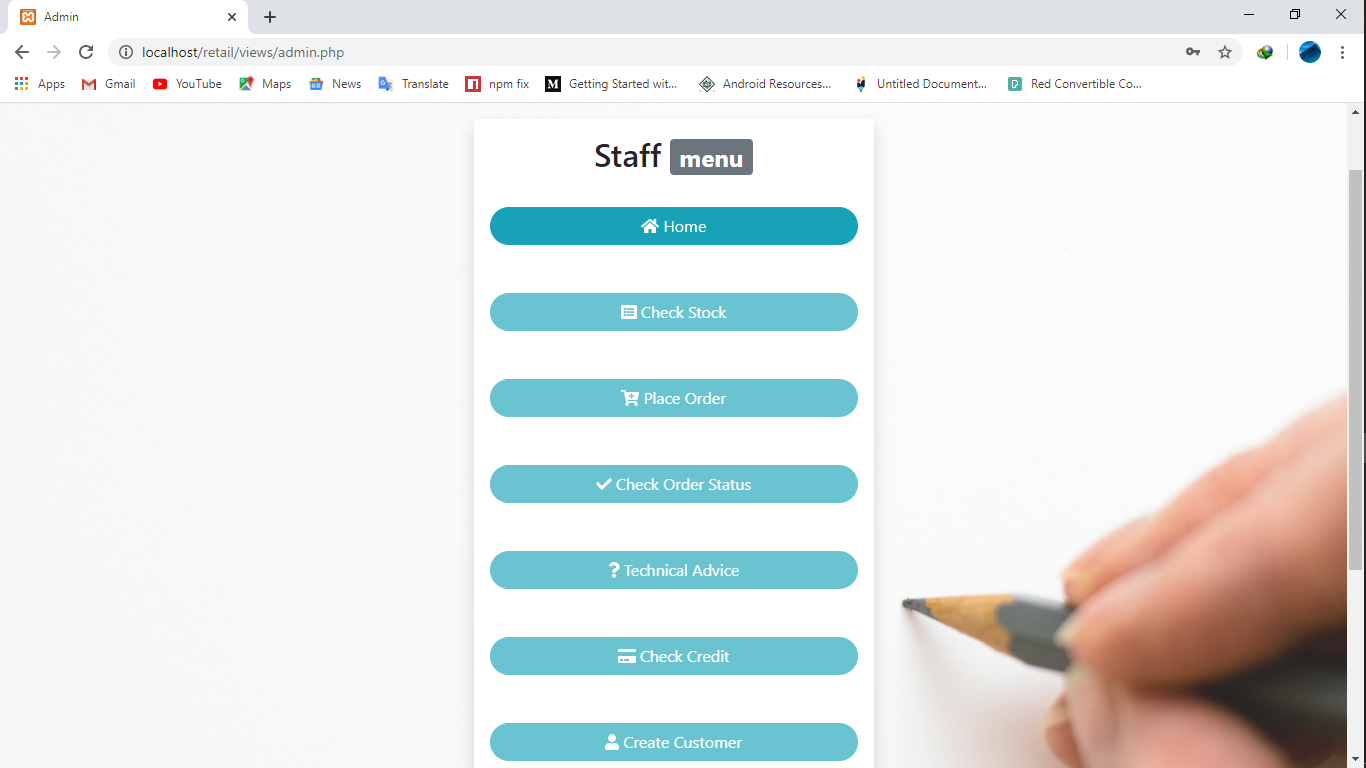 Admin
localhost/retail/views/admin.php
Apps Gmail YouTube Maps News Translate npm fix Getting Started wit... Android Resources... Untitled Document... Red Convertible Co...
Staff menu
Home
Check Stock
Place Order
Check Order Status
Technical Advice
Check Credit
Create Customer